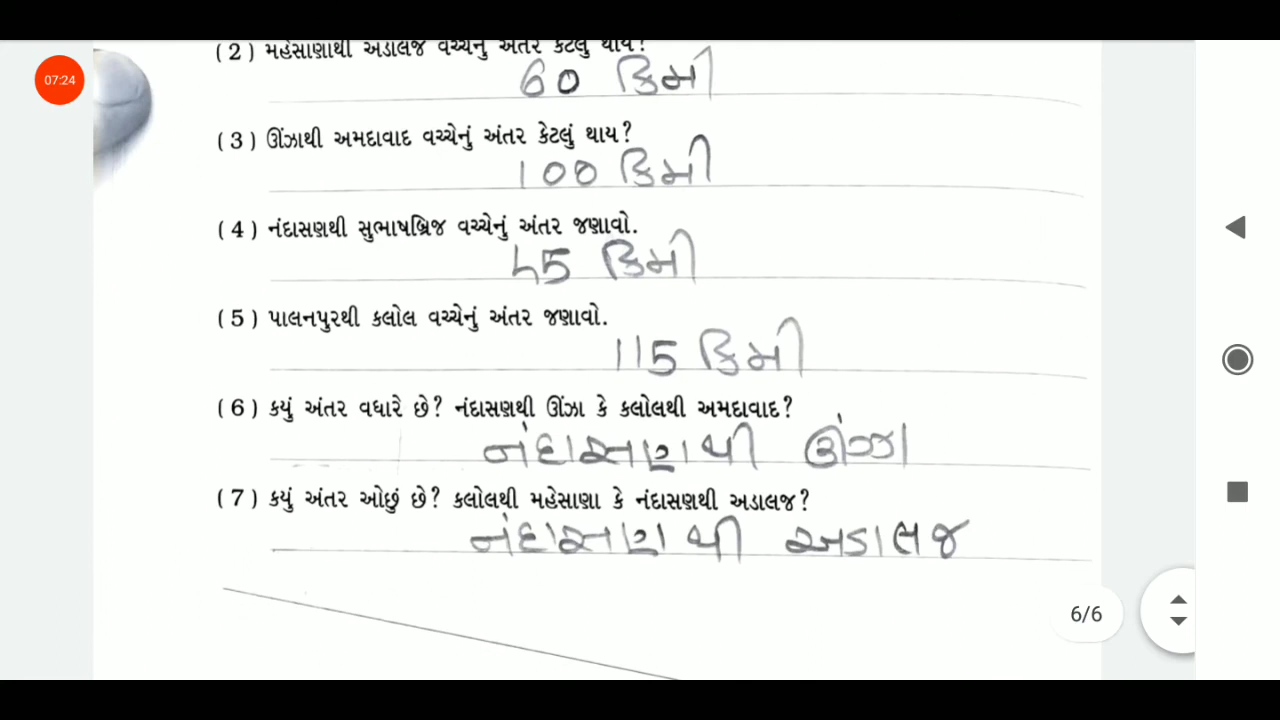 07:24
(2) મહેસાણાથી અડાલજ વચ્ચેનું અંતર કેટલું થાય?
60 કિમી
(3) ઊંઝાથી અમદાવાદ વચ્ચેનું અંતર કેટલું થાય?
100 કિમી
(4) નંદાસણથી સુભાષબ્રિજ વચ્ચેનું અંતર જણાવો.
45 કિમી
(5) પાલનપુરથી કલોલ વચ્ચેનું અંતર જણાવો.
115 કિમી
(6) કયું અંતર વધારે છે? નંદાસણથી ઊંઝા કે કલોલથી અમદાવાદ?
નંદાસણથી ઊંઝા
(7) કયું અંતર ઓછું છે? કલોલથી મહેસાણા કે નંદાસણથી અડાલજ?
નંદાસણથી અડાલજ
6/6